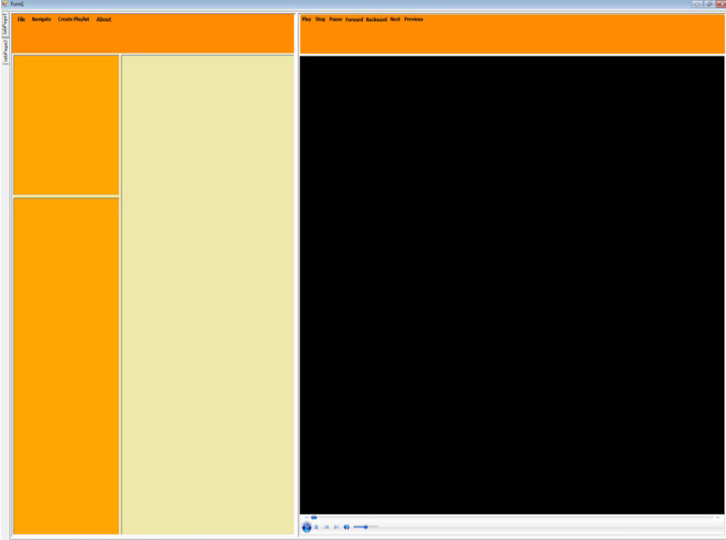 Form1
tabPage1
tabPage2
File Navigate Create Playlist About
Play Stop Pause Forward Backward Next Previous